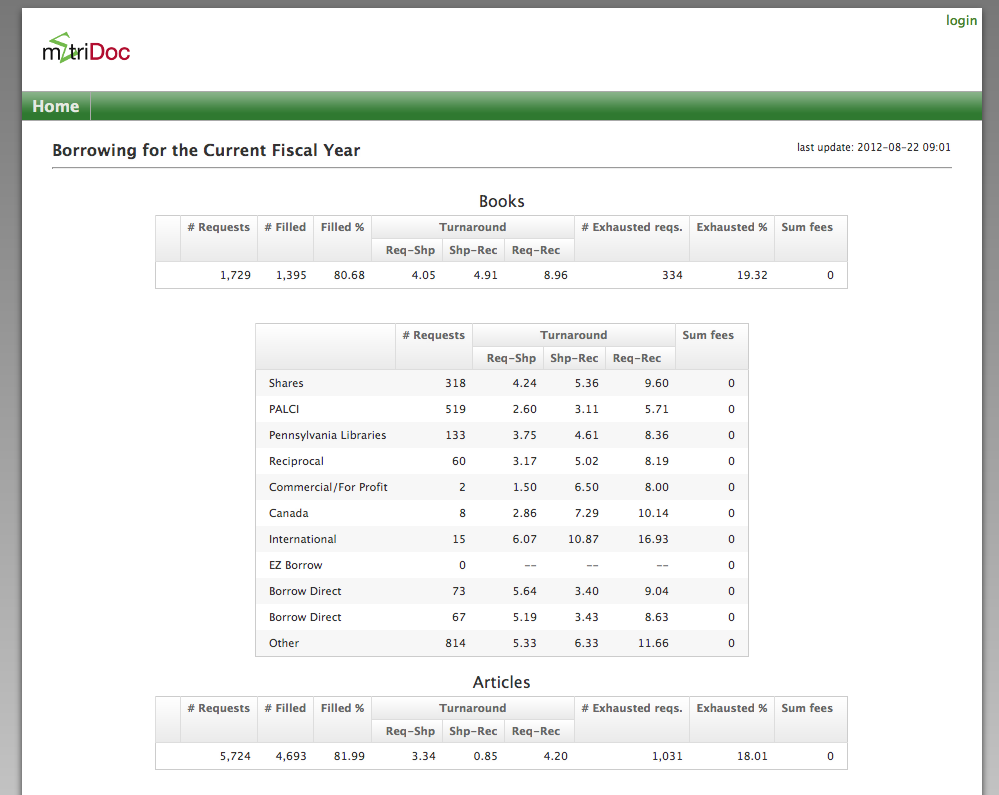 login
mətriDoc
Home
Borrowing for the Current Fiscal Year
last update: 2012-08-22 09:01
Books
# Requests # Filled Filled % Turnaround # Exhausted reqs. Exhausted % Sum fees
Req-Shp Shp-Rec Req-Rec
1,729 1,395 80.68 4.05 4.91 8.96 334 19.32 0
# Requests Turnaround Sum fees
Req-Shp Shp-Rec Req-Rec
Shares 318 4.24 5.36 9.60 0
PALCI 519 2.60 3.11 5.71 0
Pennsylvania Libraries 133 3.75 4.61 8.36 0
Reciprocal 60 3.17 5.02 8.19 0
Commercial/For Profit 2 1.50 6.50 8.00 0
Canada 8 2.86 7.29 10.14 0
International 15 6.07 10.87 16.93 0
EZ Borrow 0 -- -- -- 0
Borrow Direct 73 5.64 3.40 9.04 0
Borrow Direct 67 5.19 3.43 8.63 0
Other 814 5.33 6.33 11.66 0
Articles
# Requests # Filled Filled % Turnaround # Exhausted reqs. Exhausted % Sum fees
Req-Shp Shp-Rec Req-Rec
5,724 4,693 81.99 3.34 0.85 4.20 1,031 18.01 0